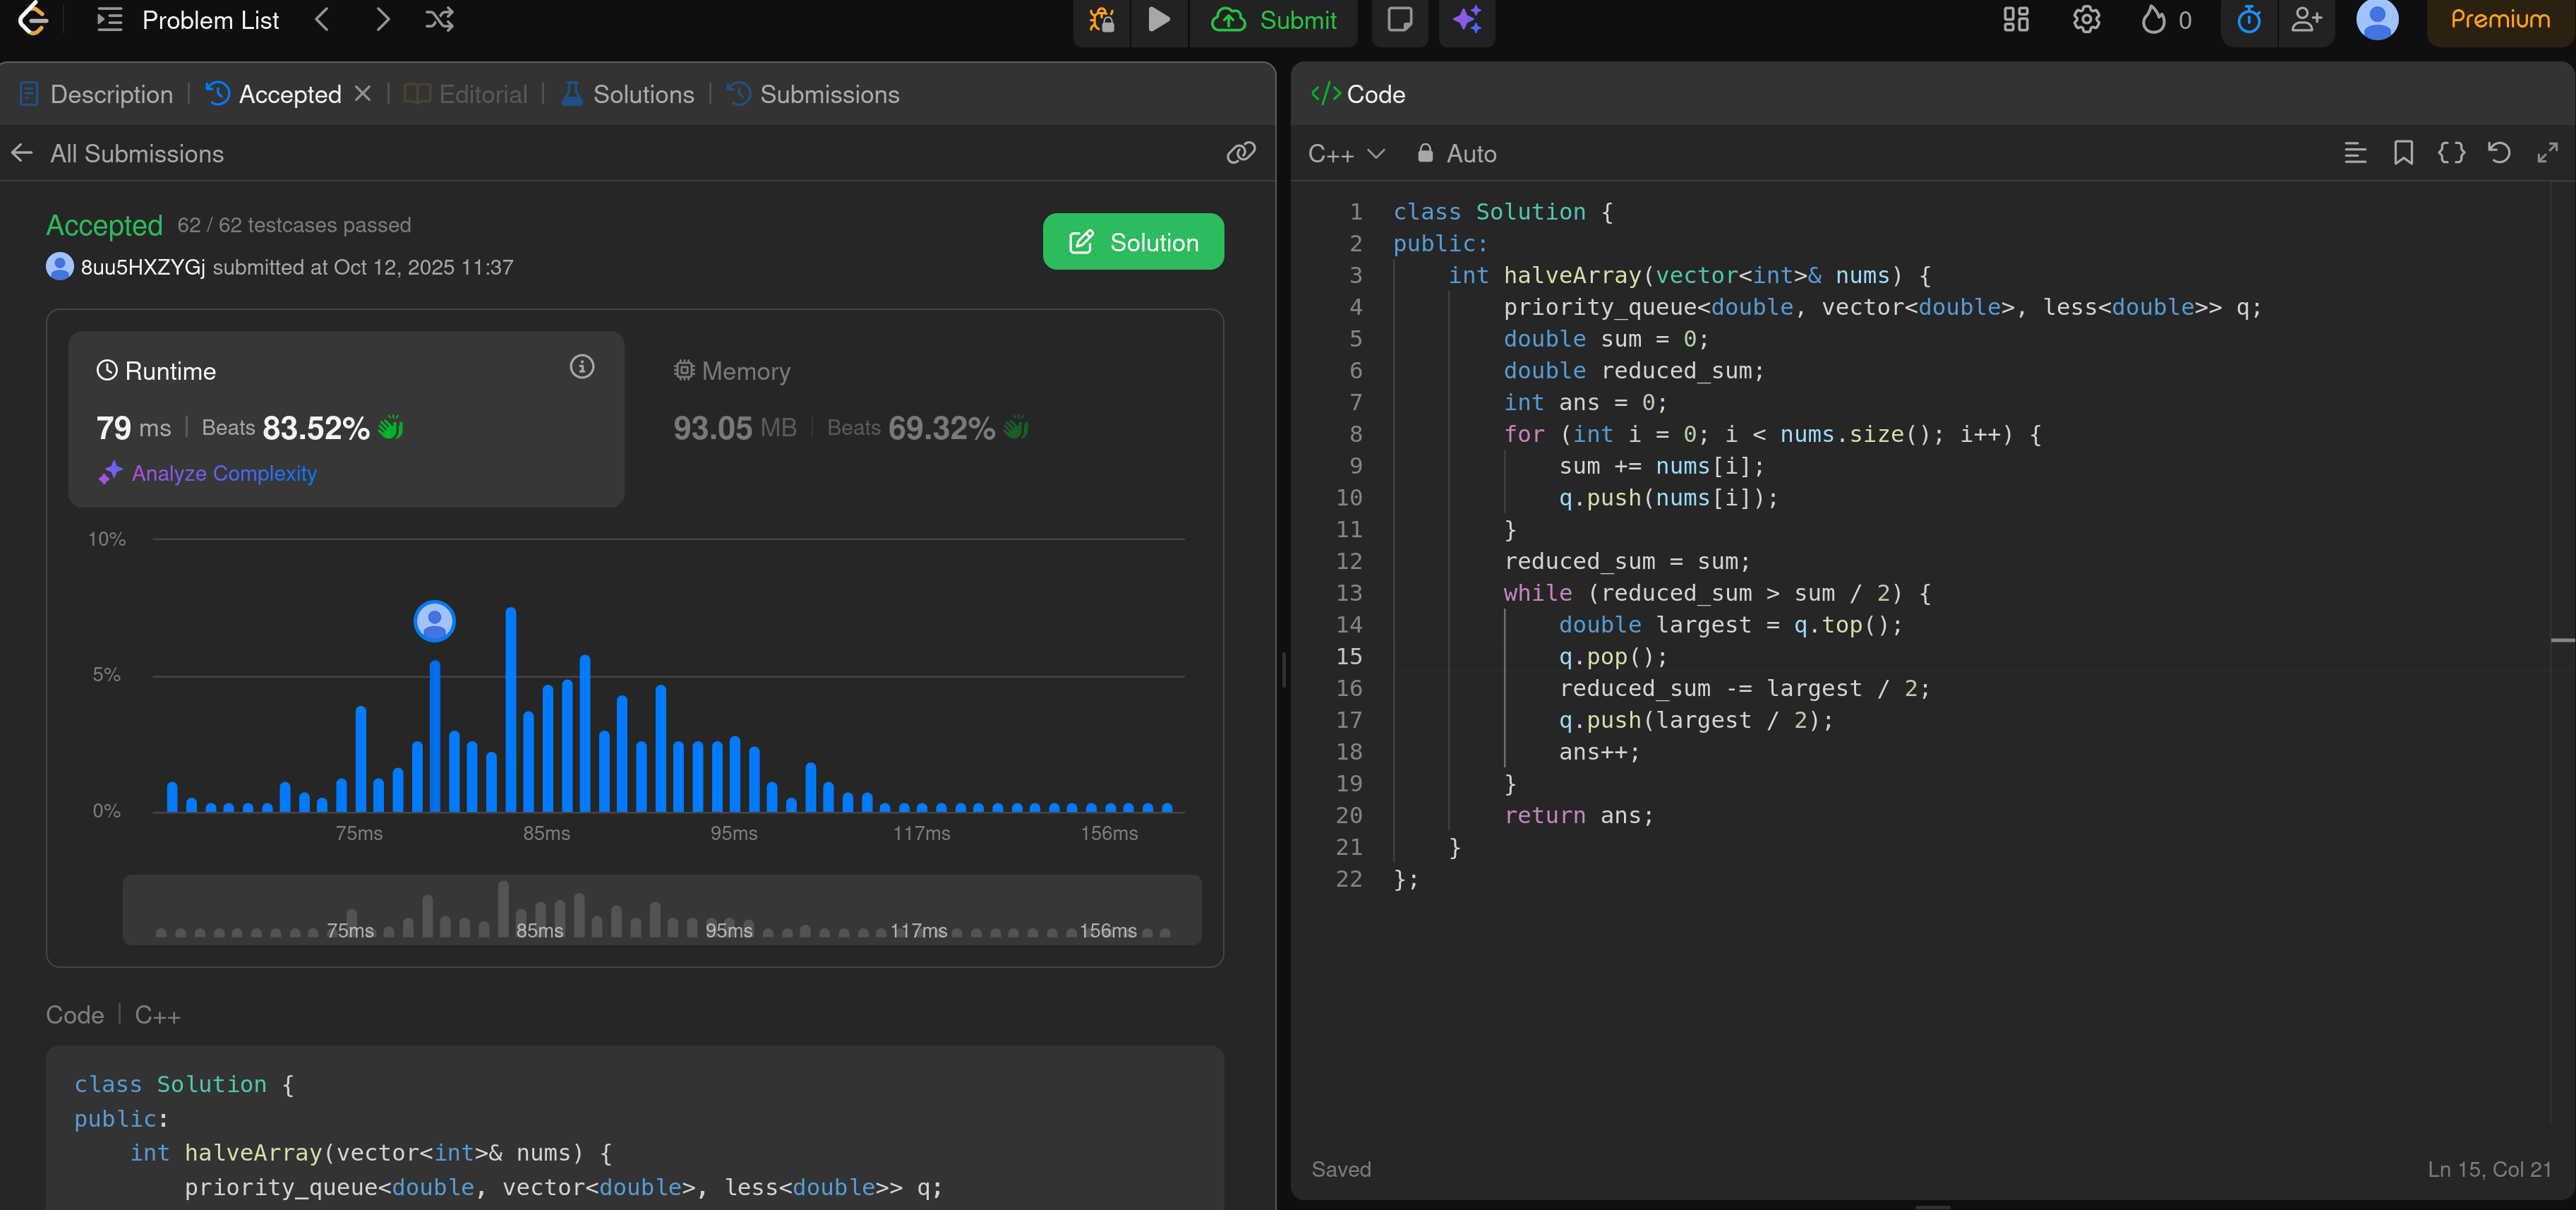 Problem List
Submit
0
Premium
Description | Accepted | Editorial | Solutions | Submissions
All Submissions
Accepted 62 / 62 testcases passed
8uu5HXZYGj submitted at Oct 12, 2025 11:37
Solution
Runtime
79 ms | Beats 83.52%
Analyze Complexity
Memory
93.05 MB | Beats 69.32%
10%
5%
0%
75ms 85ms 95ms 117ms 156ms
75ms 85ms 95ms 117ms 156ms
Code | C++
class Solution {
public:
    int halveArray(vector<int>& nums) {
        priority_queue<double, vector<double>, less<double>> q;
</> Code
C++ Auto
1 class Solution {
2 public:
3     int halveArray(vector<int>& nums) {
4         priority_queue<double, vector<double>, less<double>> q;
5         double sum = 0;
6         double reduced_sum;
7         int ans = 0;
8         for (int i = 0; i < nums.size(); i++) {
9             sum += nums[i];
10             q.push(nums[i]);
11         }
12         reduced_sum = sum;
13         while (reduced_sum > sum / 2) {
14             double largest = q.top();
15             q.pop();
16             reduced_sum -= largest / 2;
17             q.push(largest / 2);
18             ans++;
19         }
20         return ans;
21     }
22 };
Saved
Ln 15, Col 21